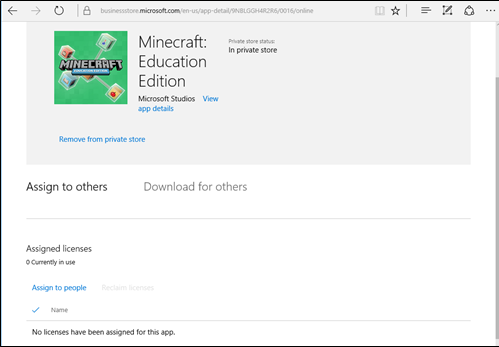 businessstore.microsoft.com/en-us/app-detail/9NBLGGH4R2R6/0016/online
MINECRAFT
EDUCATION EDITION
Minecraft:
Education
Edition
Microsoft Studios View
app details
Private store status:
In private store
Remove from private store
Assign to others Download for others
Assigned licenses
0 Currently in use
Assign to people Reclaim licenses
Name
No licenses have been assigned for this app.